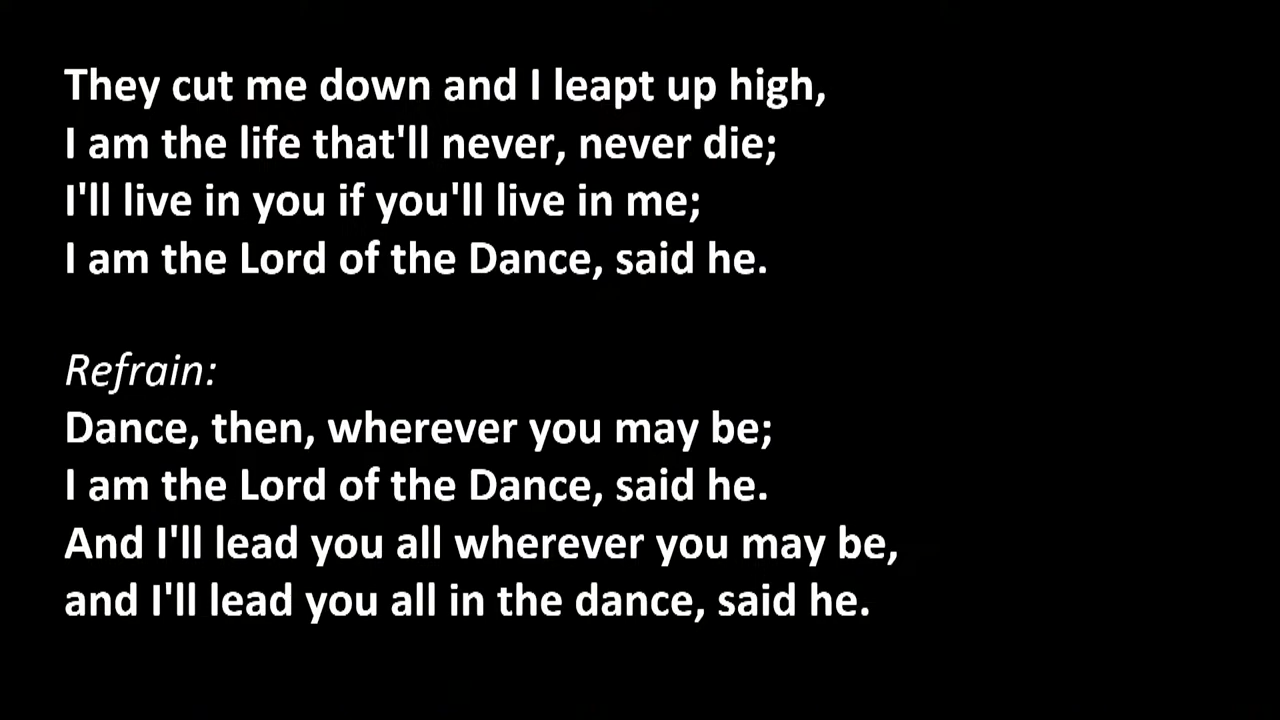 They cut me down and I leapt up high,
I am the life that'll never, never die;
I'll live in you if you'll live in me;
I am the Lord of the Dance, said he.
Refrain:
Dance, then, wherever you may be;
I am the Lord of the Dance, said he.
And I'll lead you all wherever you may be,
and I'll lead you all in the dance, said he.